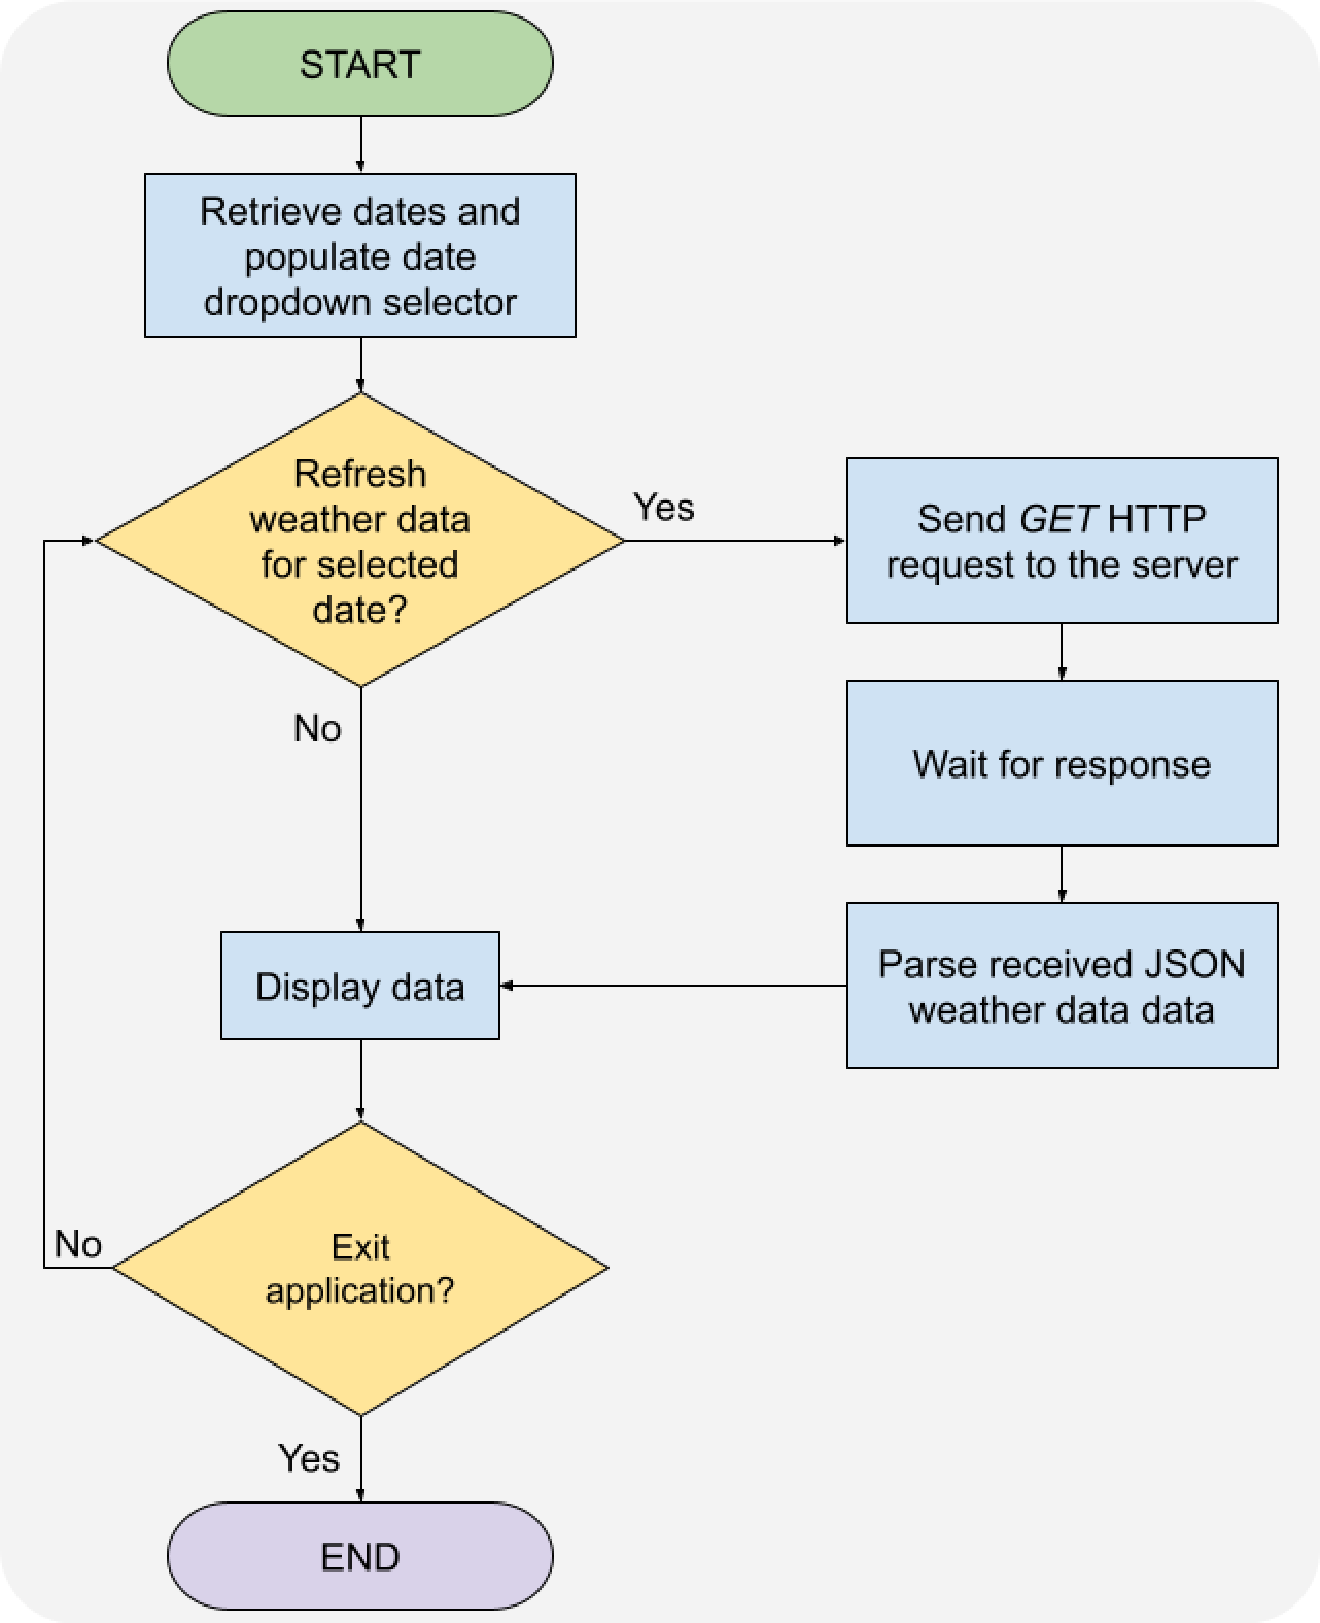 START
Retrieve dates and
populate date
dropdown selector
Refresh
weather data
for selected
date?
Yes
Send GET HTTP
request to the server
No
Wait for response
Display data
Parse received JSON
weather data data
Exit
application?
No
Yes
END